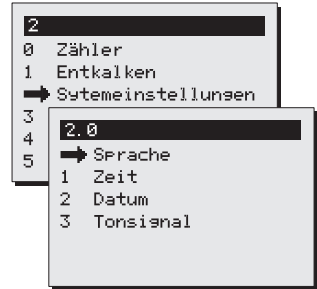 2
0 Zähler
1 Entkalken
Sytemeinstellungen
3
4
5
2.0
Sprache
1 Zeit
2 Datum
3 Tonsignal